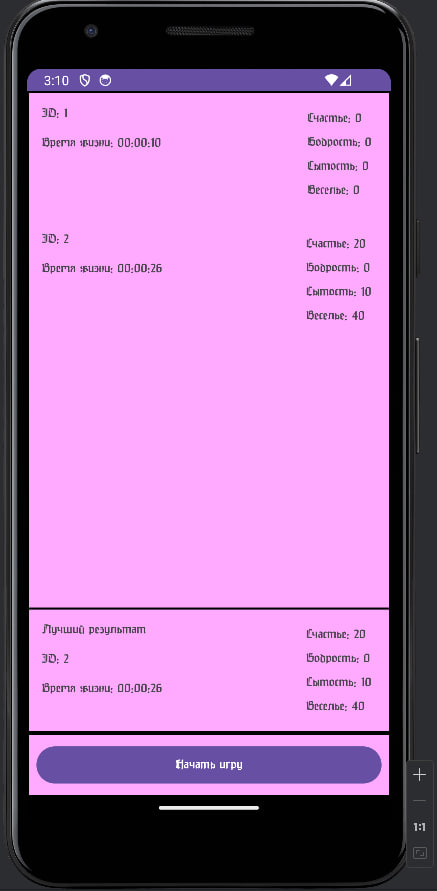 3:10
ID: 1
Время жизни: 00:00:10
Счастье: 0
Бодрость: 0
Сытость: 0
Веселье: 0
ID: 2
Время жизни: 00:00:26
Счастье: 20
Бодрость: 0
Сытость: 10
Веселье: 40
Лучший результат
ID: 2
Время жизни: 00:00:26
Счастье: 20
Бодрость: 0
Сытость: 10
Веселье: 40
Начать игру
1:1